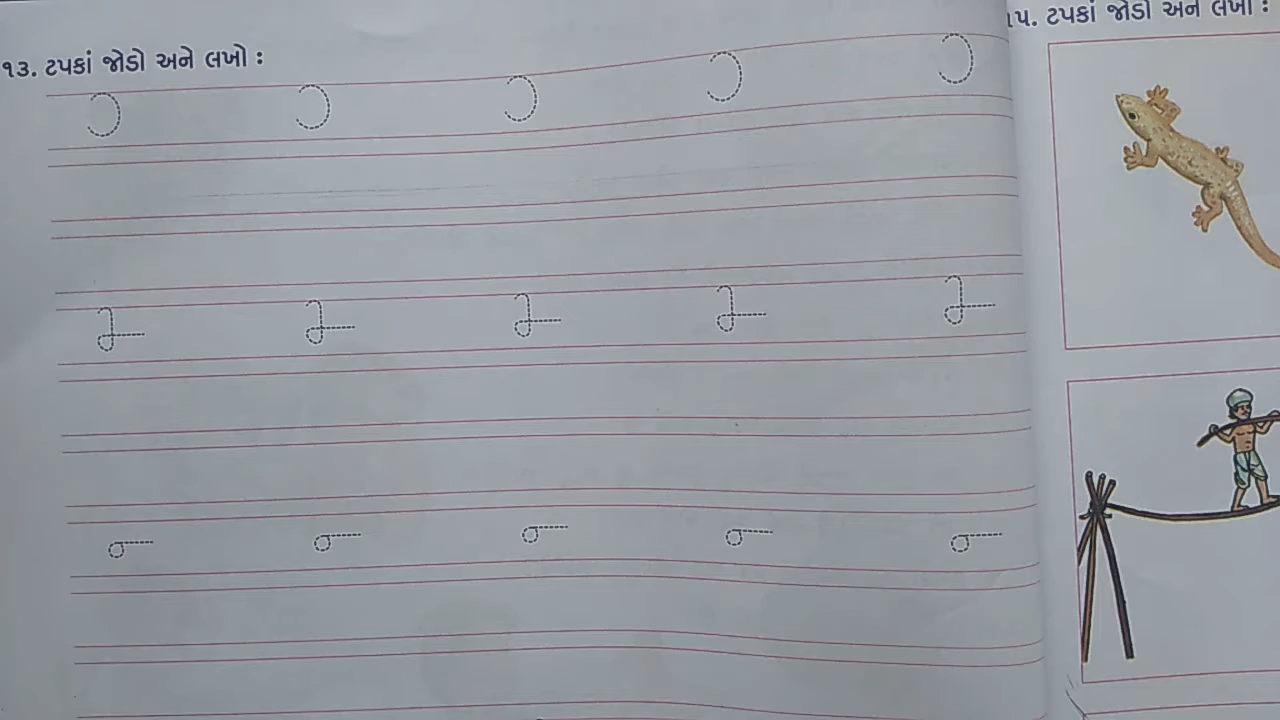 ૧૩. ટપકાં જોડો અને લખો :
૧૫. ટપકાં જોડો અને લખો :